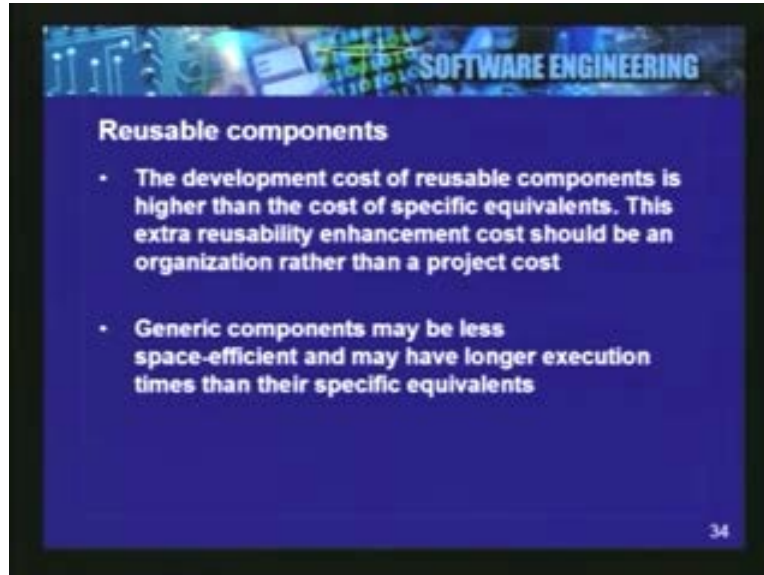 SOFTWARE ENGINEERING
Reusable components
• The development cost of reusable components is
higher than the cost of specific equivalents. This
extra reusability enhancement cost should be an
organization rather than a project cost
• Generic components may be less
space-efficient and may have longer execution
times than their specific equivalents
34